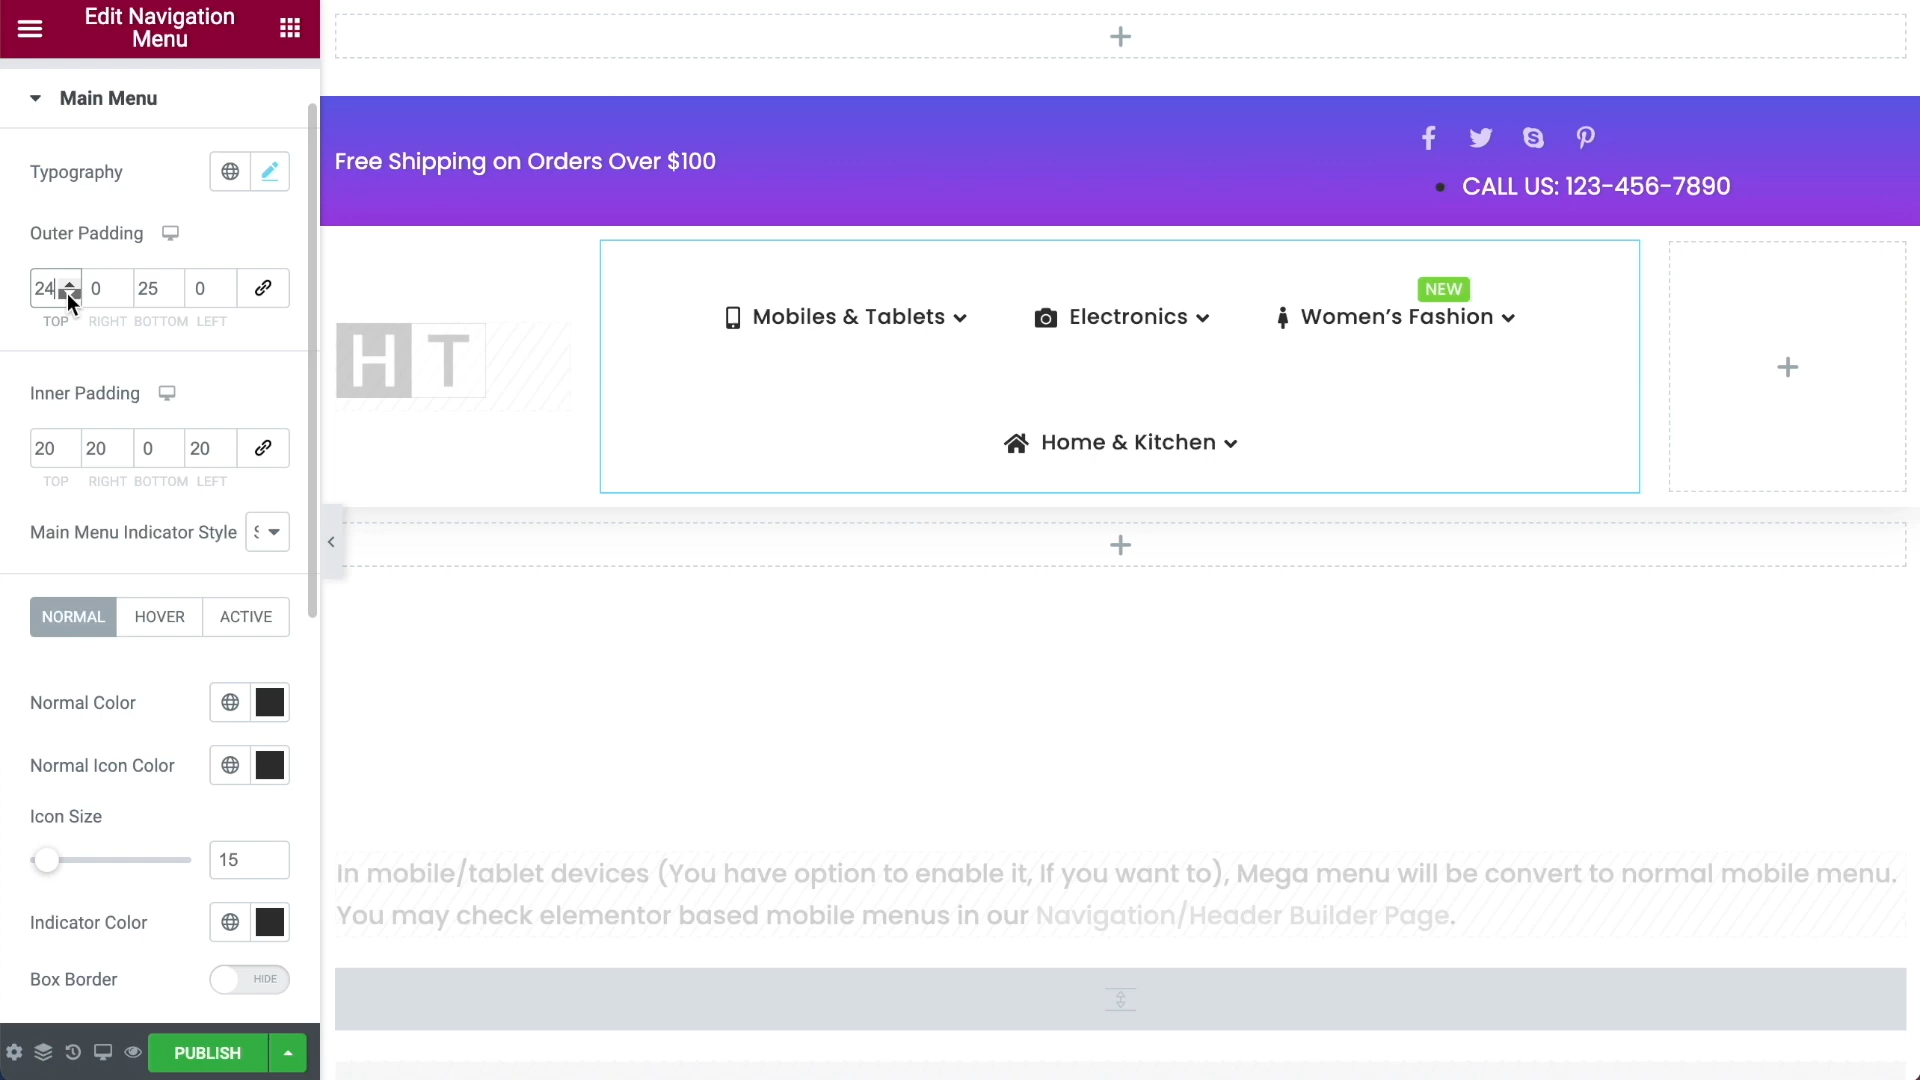 Edit Navigation
Menu
Main Menu
Typography
Outer Padding
24 0 25 0
TOP RIGHT BOTTOM LEFT
Inner Padding
20 20 0 20
TOP RIGHT BOTTOM LEFT
Main Menu Indicator Style
NORMAL HOVER ACTIVE
Normal Color
Normal Icon Color
Icon Size
15
Indicator Color
Box Border HIDE
PUBLISH
Free Shipping on Orders Over $100
CALL US: 123-456-7890
H T
NEW
Mobiles & Tablets Electronics Women's Fashion
Home & Kitchen
In mobile/tablet devices (You have option to enable it, If you want to), Mega menu will be convert to normal mobile menu.
You may check elementor based mobile menus in our Navigation/Header Builder Page.